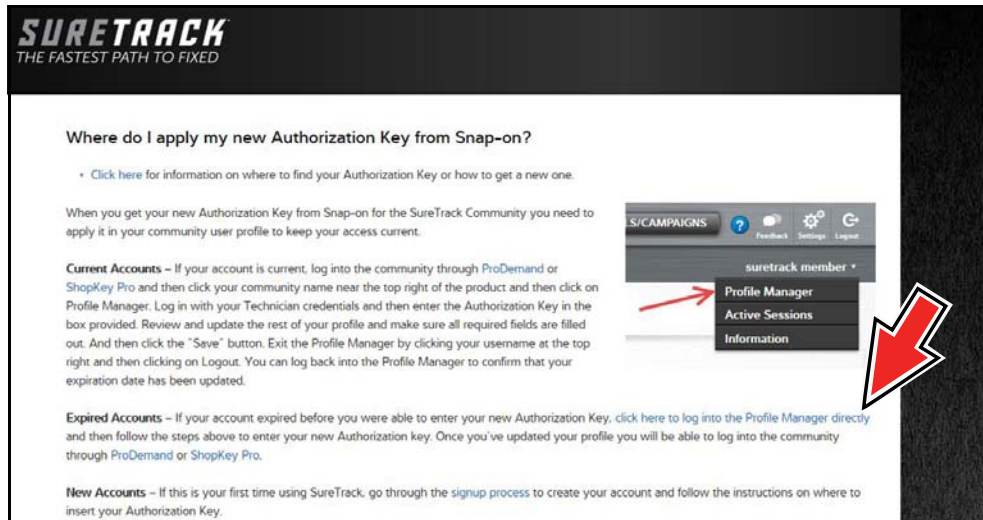 SURETRACK
THE FASTEST PATH TO FIXED
Where do I apply my new Authorization Key from Snap-on?
• Click here for information on where to find your Authorization Key or how to get a new one.
When you get your new Authorization Key from Snap-on for the SureTrack Community you need to
apply it in your community user profile to keep your access current.
Current Accounts – If your account is current, log into the community through ProDemand or
ShopKey Pro and then click your community name near the top right of the product and then click on
Profile Manager. Log in with your Technician credentials and then enter the Authorization Key in the
box provided. Review and update the rest of your profile and make sure all required fields are filled
out. And then click the "Save" button. Exit the Profile Manager by clicking your username at the top
right and then clicking on Logout. You can log back into the Profile Manager to confirm that your
expiration date has been updated.
S/CAMPAIGNS
?
Feedback
Settings
Logout
suretrack member
Profile Manager
Active Sessions
Information
Expired Accounts – If your account expired before you were able to enter your new Authorization Key, click here to log into the Profile Manager directly
and then follow the steps above to enter your new Authorization key. Once you've updated your profile you will be able to log into the community
through ProDemand or ShopKey Pro.
New Accounts – If this is your first time using SureTrack, go through the signup process to create your account and follow the instructions on where to
insert your Authorization Key.